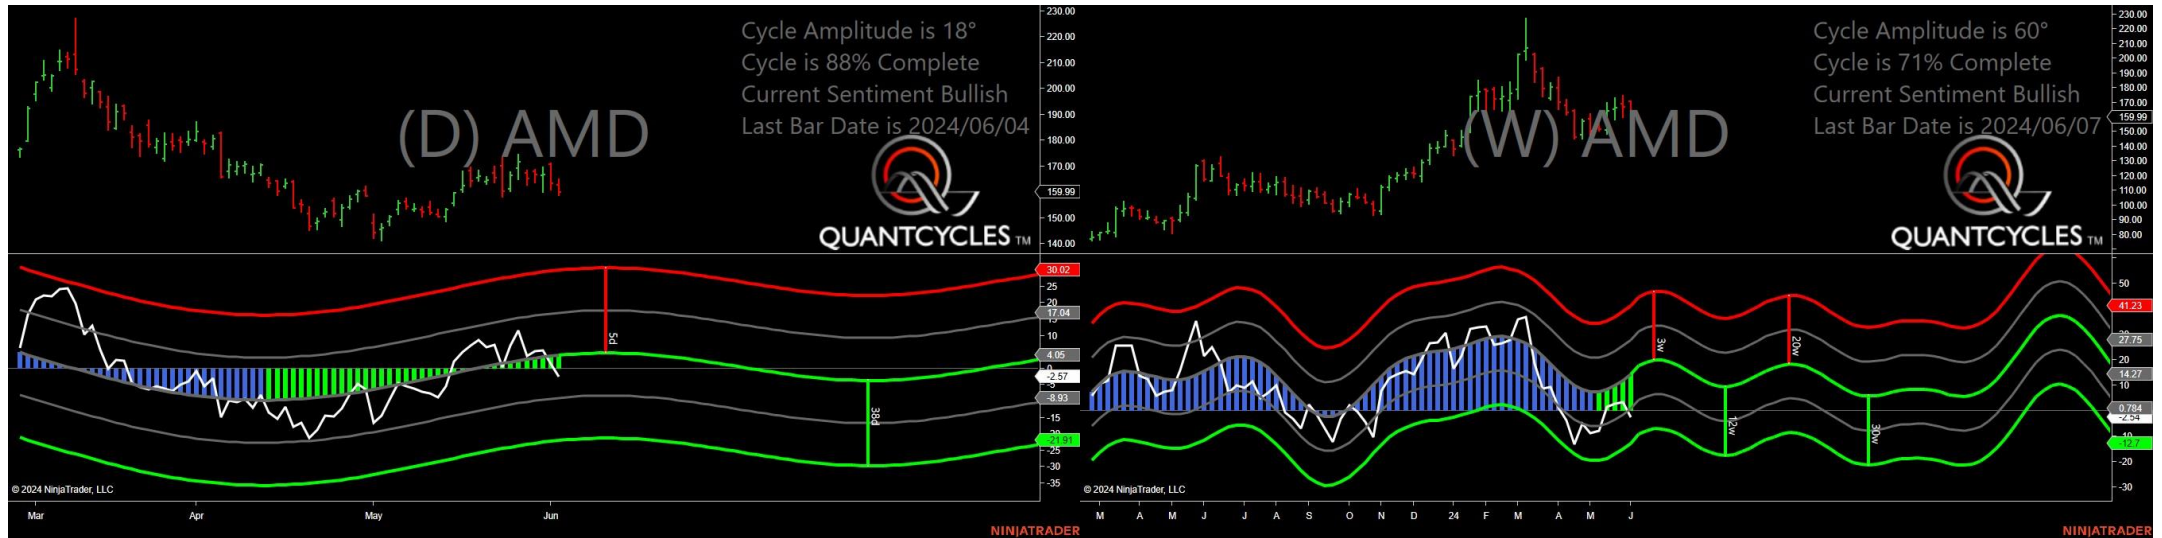 Cycle Amplitude is 18°
Cycle is 88% Complete
Current Sentiment Bullish
Last Bar Date is 2024/06/04
(D) AMD
QUANTCYCLES TM
230.00
220.00
210.00
200.00
190.00
180.00
170.00
159.99
150.00
140.00
30.02
25
20
17.04
10
4.05
-2.57
-5
-8.93
-15
-21.91
-25
-30
-35
5d
38d
© 2024 NinjaTrader, LLC
Mar
Apr
May
Jun
NINJATRADER
Cycle Amplitude is 60°
Cycle is 71% Complete
Current Sentiment Bullish
Last Bar Date is 2024/06/07
(W) AMD
QUANTCYCLES TM
230.00
220.00
210.00
200.00
190.00
180.00
170.00
159.99
150.00
140.00
130.00
120.00
110.00
100.00
90.00
80.00
50
41.23
27.75
20
14.27
10
0.784
-2.54
-12.7
-20
-30
3w
12w
20w
30w
© 2024 NinjaTrader, LLC
M
A
M
J
J
A
S
O
N
D
24
F
M
A
M
J
NINJATRADER